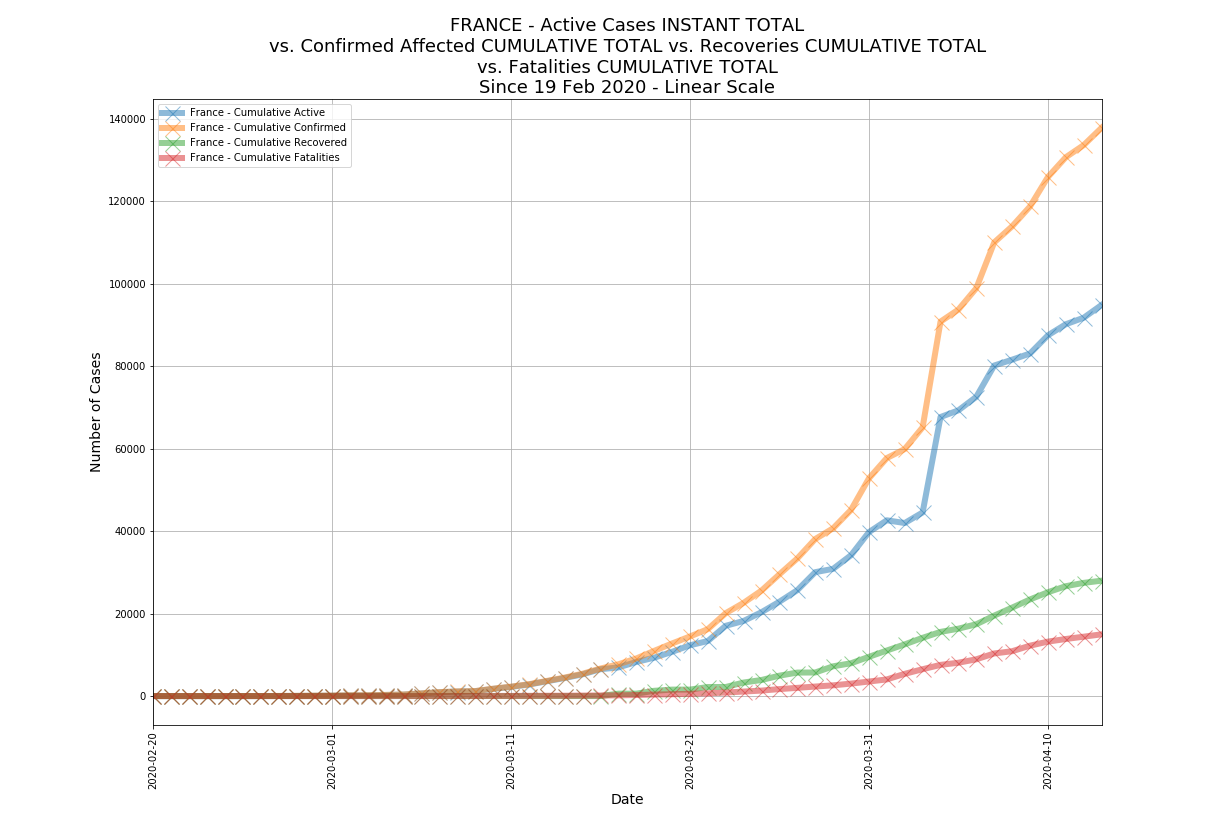 FRANCE - Active Cases INSTANT TOTAL
vs. Confirmed Affected CUMULATIVE TOTAL vs. Recoveries CUMULATIVE TOTAL
vs. Fatalities CUMULATIVE TOTAL
Since 19 Feb 2020 - Linear Scale
France - Cumulative Active
France - Cumulative Confirmed
France - Cumulative Recovered
France - Cumulative Fatalities
140000
120000
100000
80000
60000
40000
20000
0
Number of Cases
2020-02-20
2020-03-01
2020-03-11
2020-03-21
2020-03-31
2020-04-10
Date